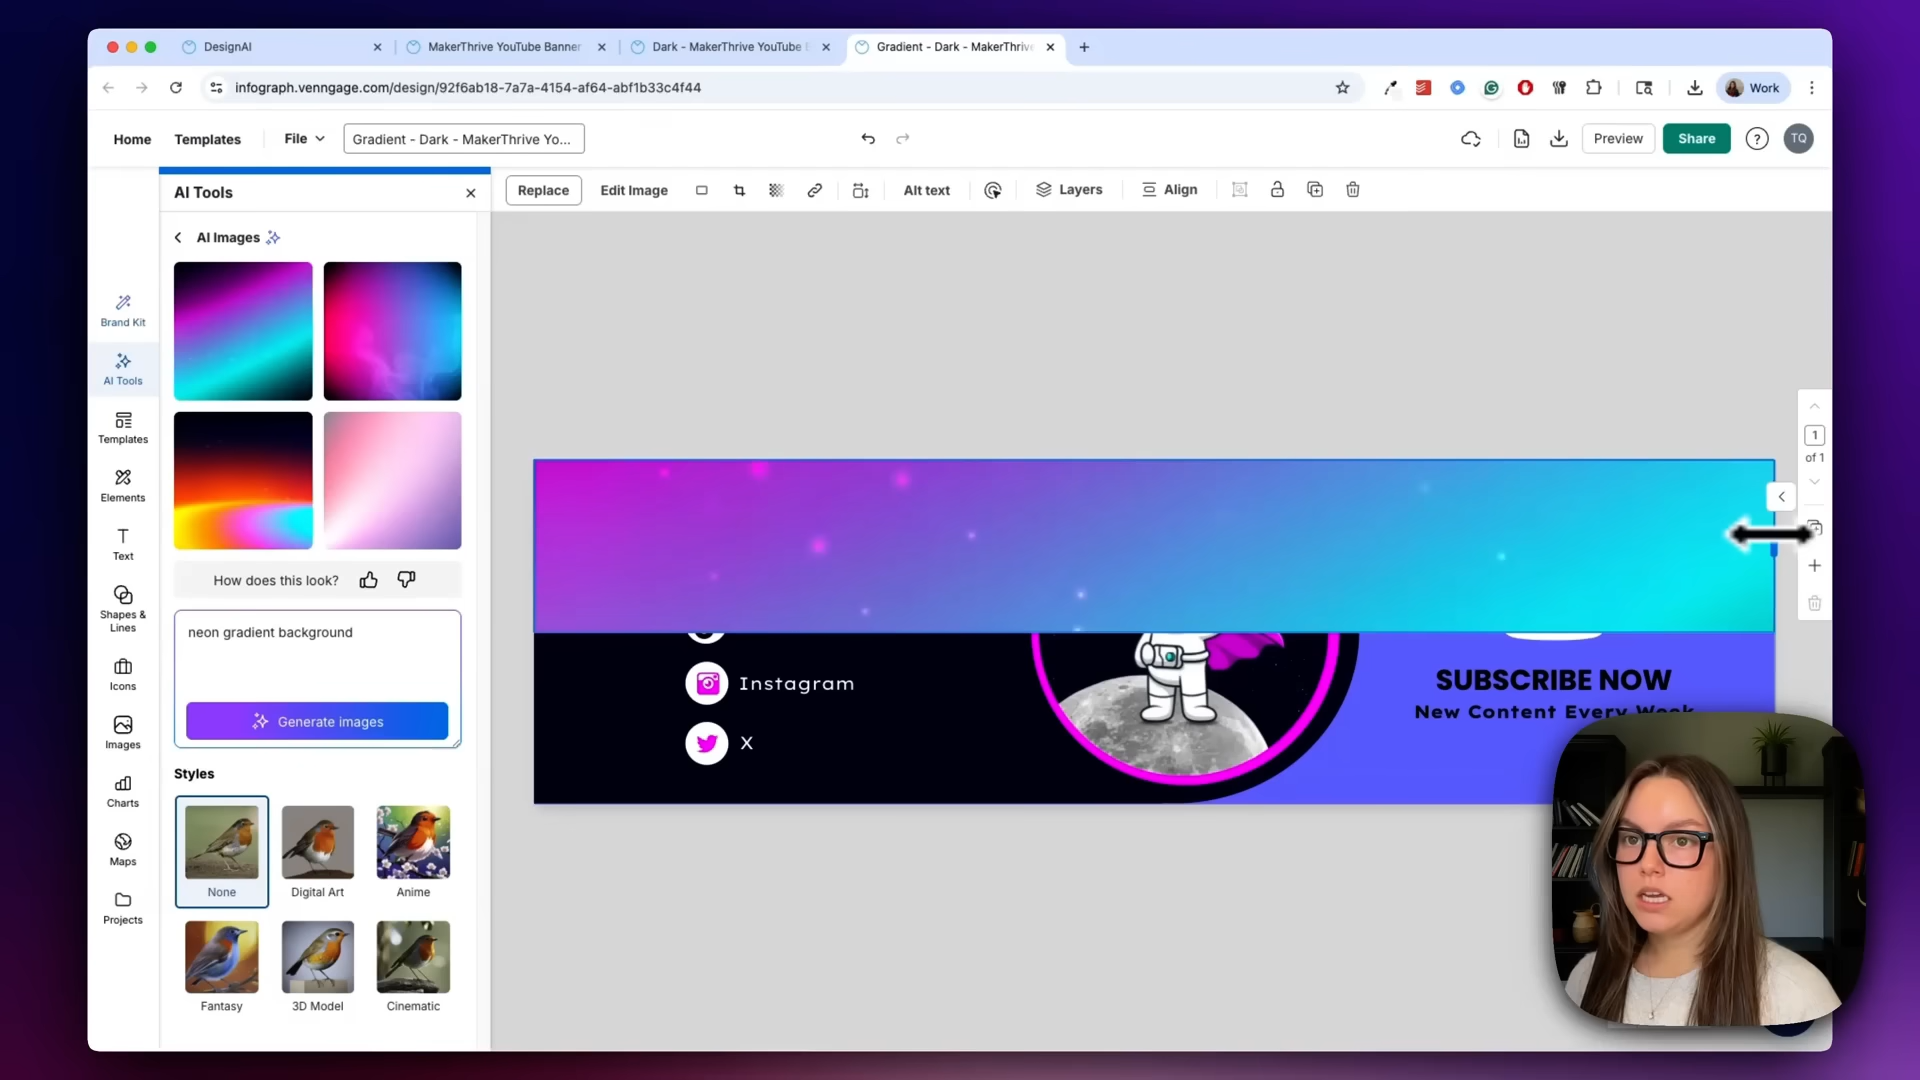 DesignAI
MakerThrive YouTube Banner
Dark - MakerThrive YouTube
Gradient - Dark - MakerThrive
infograph.venngage.com/design/92f6ab18-7a7a-4154-af64-abf1b33c4f44
Work
Home
Templates
File
Gradient - Dark - MakerThrive Yo...
Preview
Share
?
TQ
AI Tools
Replace
Edit Image
Alt text
Layers
Align
AI Images
Brand Kit
AI Tools
Templates
Elements
Text
Shapes &
Lines
Icons
Images
Charts
Maps
Projects
How does this look?
neon gradient background
Generate images
Styles
None
Digital Art
Anime
Fantasy
3D Model
Cinematic
1
of 1
Instagram
X
SUBSCRIBE NOW
New Content Every Week